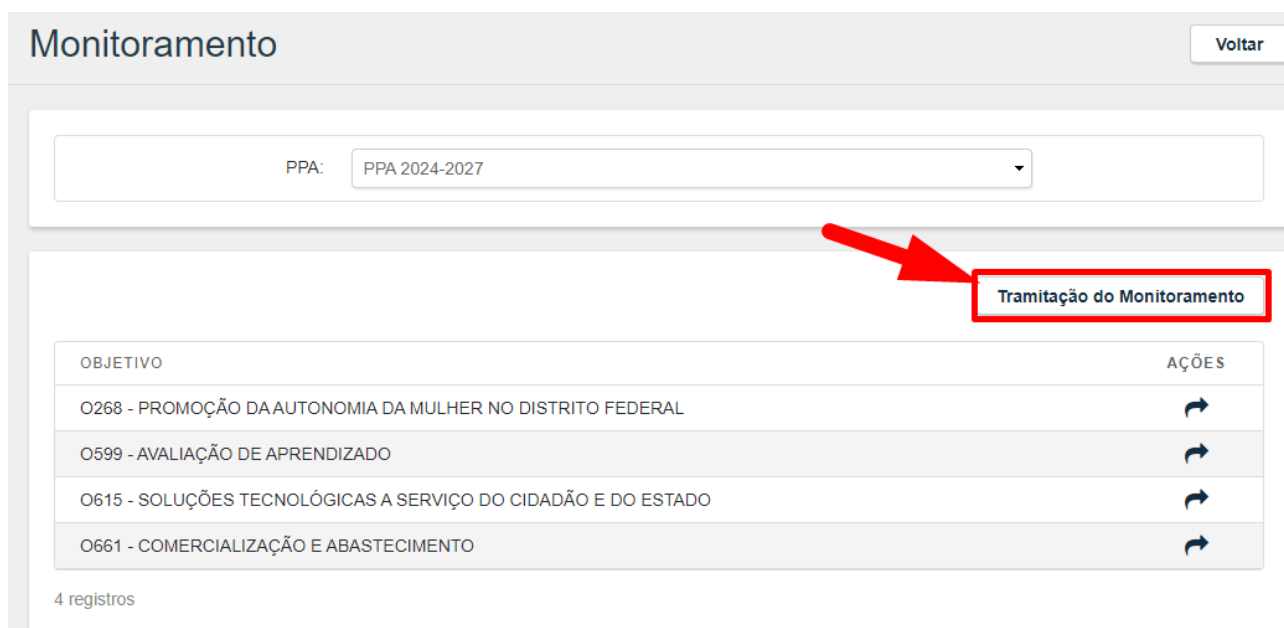 Monitoramento
Voltar
PPA: PPA 2024-2027
Tramitação do Monitoramento
OBJETIVO AÇÕES
O268 - PROMOÇÃO DA AUTONOMIA DA MULHER NO DISTRITO FEDERAL
O599 - AVALIAÇÃO DE APRENDIZADO
O615 - SOLUÇÕES TECNOLÓGICAS A SERVIÇO DO CIDADÃO E DO ESTADO
O661 - COMERCIALIZAÇÃO E ABASTECIMENTO
4 registros